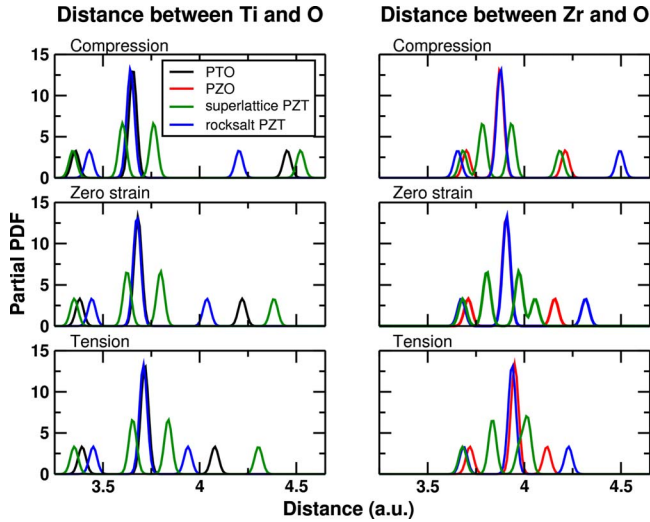 Distance between Ti and O
Distance between Zr and O
Compression
Compression
15
10
5
0
PTO
PZO
superlattice PZT
rocksalt PZT
Zero strain
Zero strain
15
10
5
0
Partial PDF
Tension
Tension
15
10
5
0
3.5 4 4.5
3.5 4 4.5
Distance (a.u.)